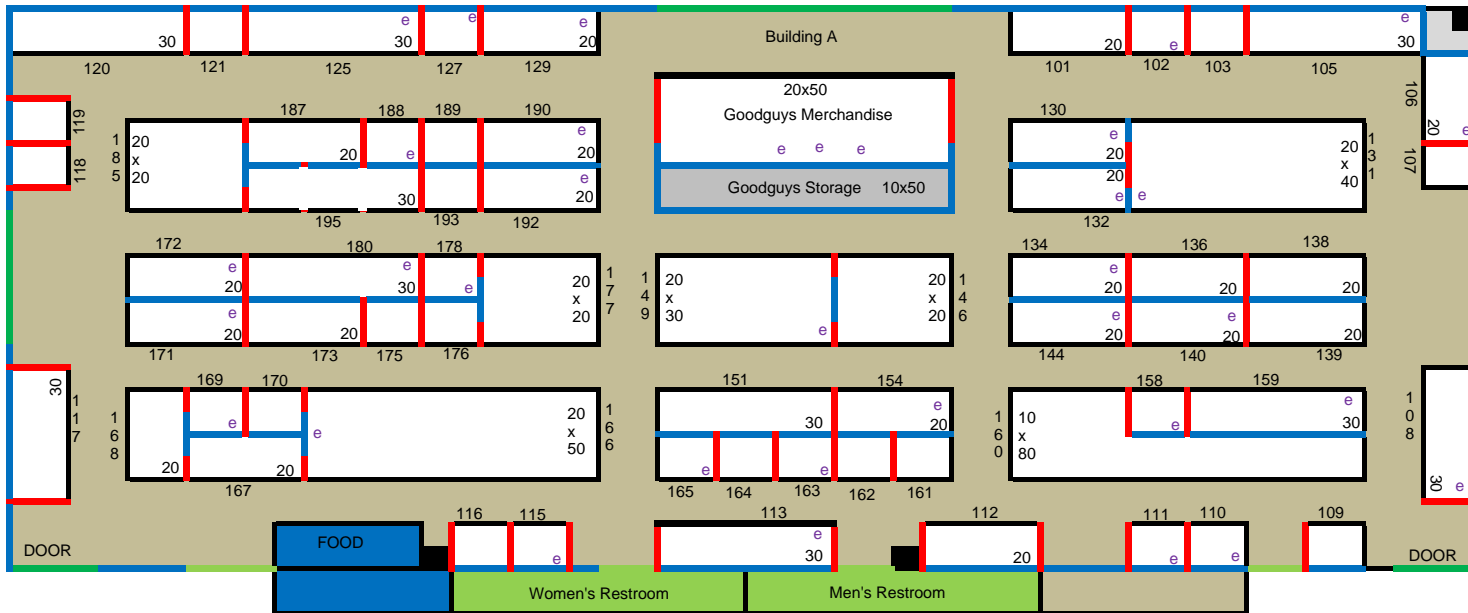 Building A
30
e
30
e
e
20
20
e
e
30
120
121
125
127
129
101
102
103
105
20x50
Goodguys Merchandise
e e e
Goodguys Storage 10x50
119
118
106
20
e
107
187
188
189
190
185
20
x
20
20
e
e
20
e
20
30
195
193
192
130
e
20
20
e
e
132
20
x
40
131
172
180
178
e
20
e
30
e
e
20
20
20
x
20
177
171
173
175
176
149
20
x
30
e
20
x
20
146
134
136
138
e
20
20
20
e
20
e
20
20
144
140
139
30
117
169
170
168
e
e
20
20
20
x
50
166
167
151
154
30
e
20
e
e
165
164
163
162
161
158
159
160
10
x
80
e
e
30
108
30
e
116
115
113
112
111
110
109
DOOR
FOOD
e
e
30
20
e
e
DOOR
Women's Restroom
Men's Restroom